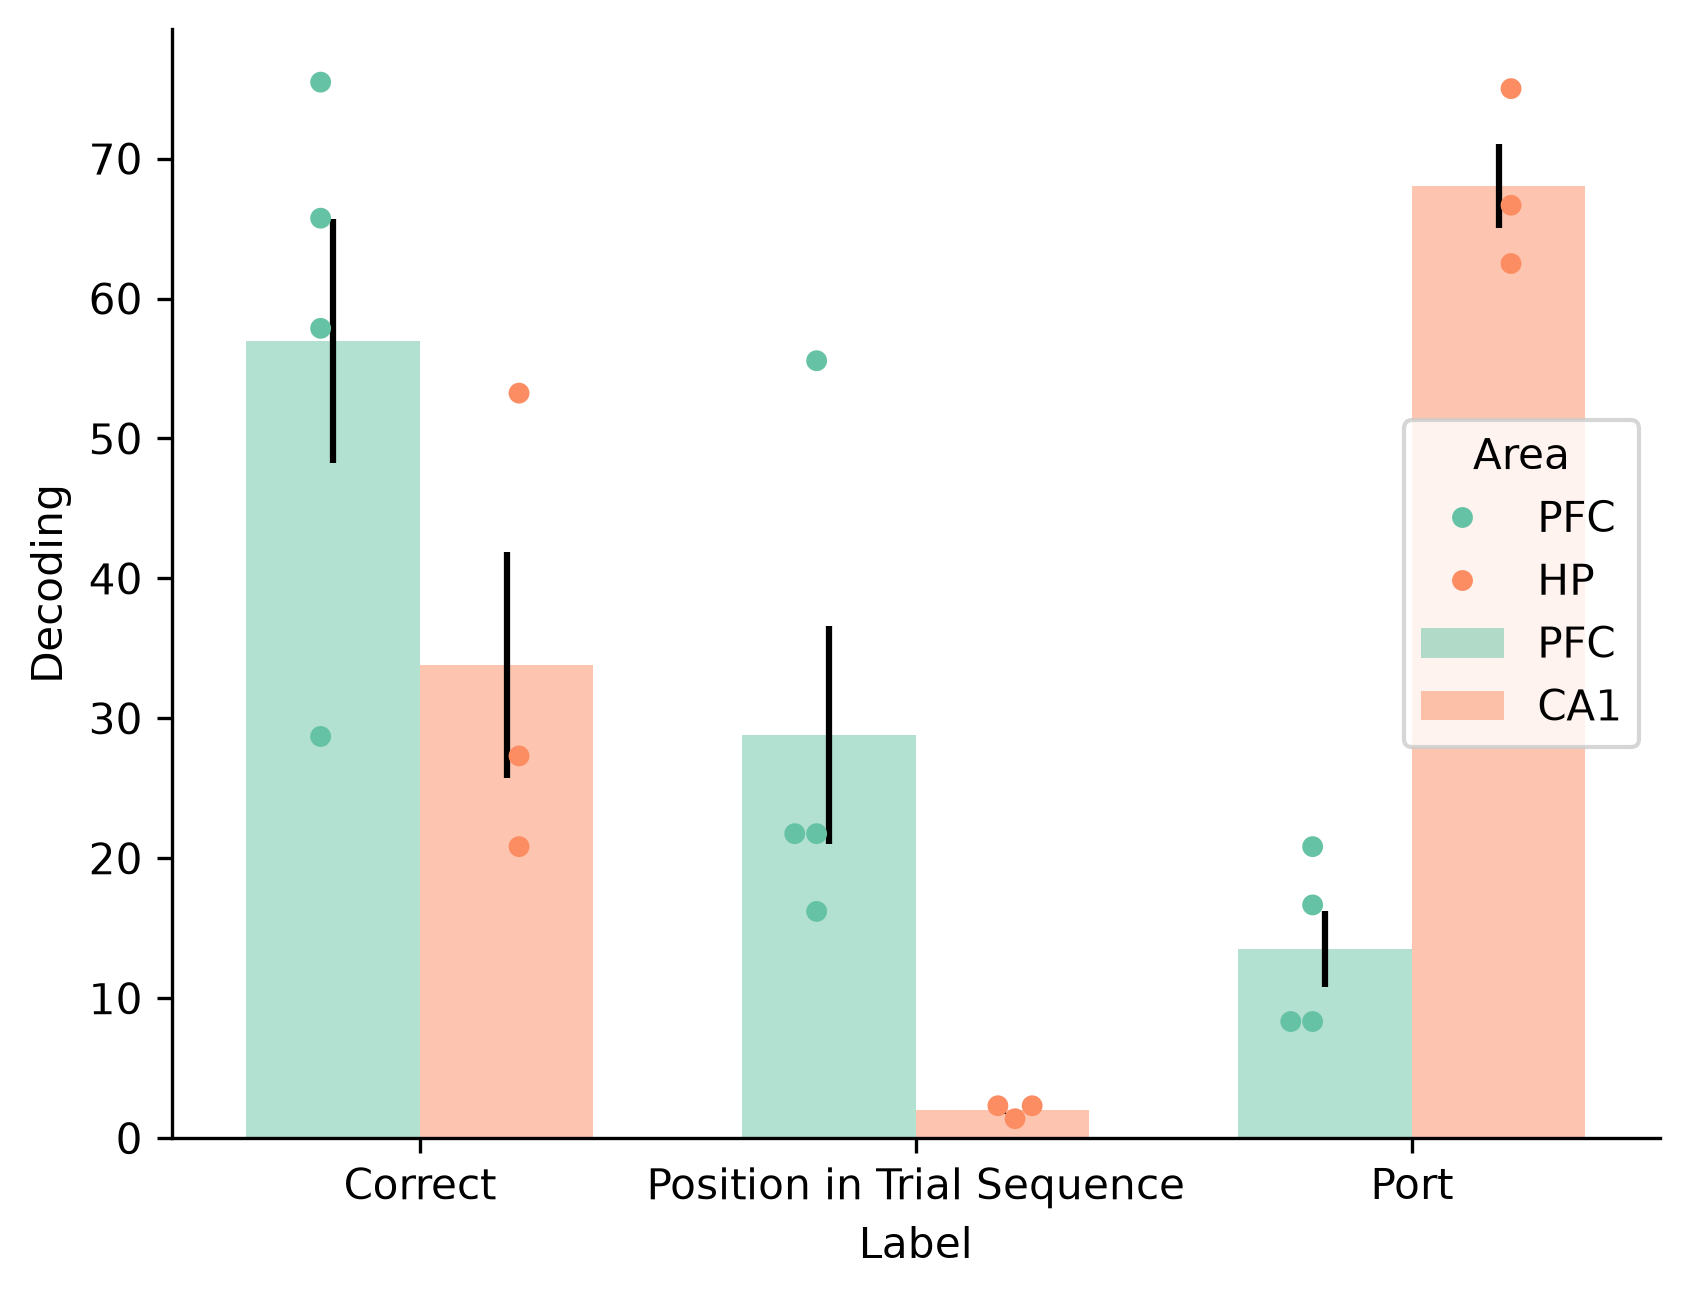 Decoding
70
60
50
40
30
20
10
0
Area
PFC
HP
PFC
CA1
Correct
Position in Trial Sequence
Port
Label